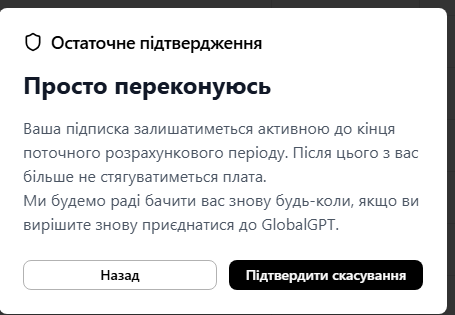 Остаточне підтвердження
Просто переконуюсь
Ваша підписка залишатиметься активною до кінця
поточного розрахункового періоду. Після цього з вас
більше не стягуватиметься плата.
Ми будемо раді бачити вас знову будь-коли, якщо ви
вирішите знову приєднатися до GlobalGPT.
Назад
Підтвердити скасування